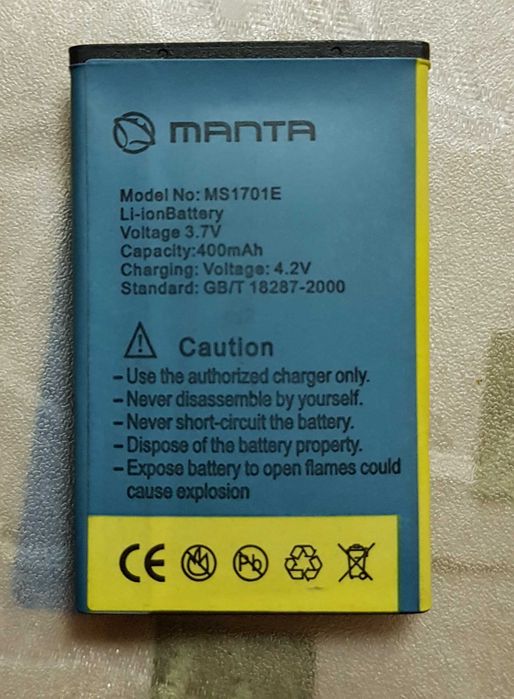 MANTA
Model No: MS1701E
Li-ionBattery
Voltage 3.7V
Capacity:400mAh
Charging: Voltage: 4.2V
Standard: GB/T 18287-2000
Caution
– Use the authorized charger only.
– Never disassemble by yourself.
– Never short-circuit the battery.
– Dispose of the battery property.
– Expose battery to open flames could
cause explosion
CE Pb